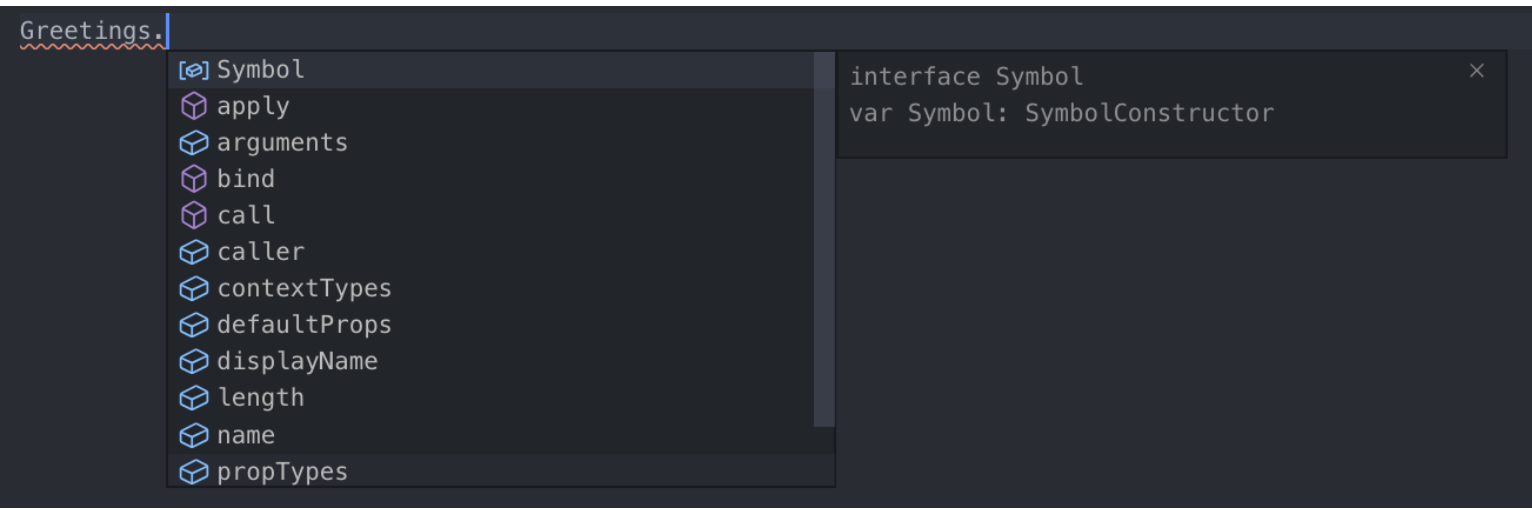 Greetings.
Symbol
apply
arguments
bind
call
caller
contextTypes
defaultProps
displayName
length
name
propTypes
interface Symbol
var Symbol: SymbolConstructor